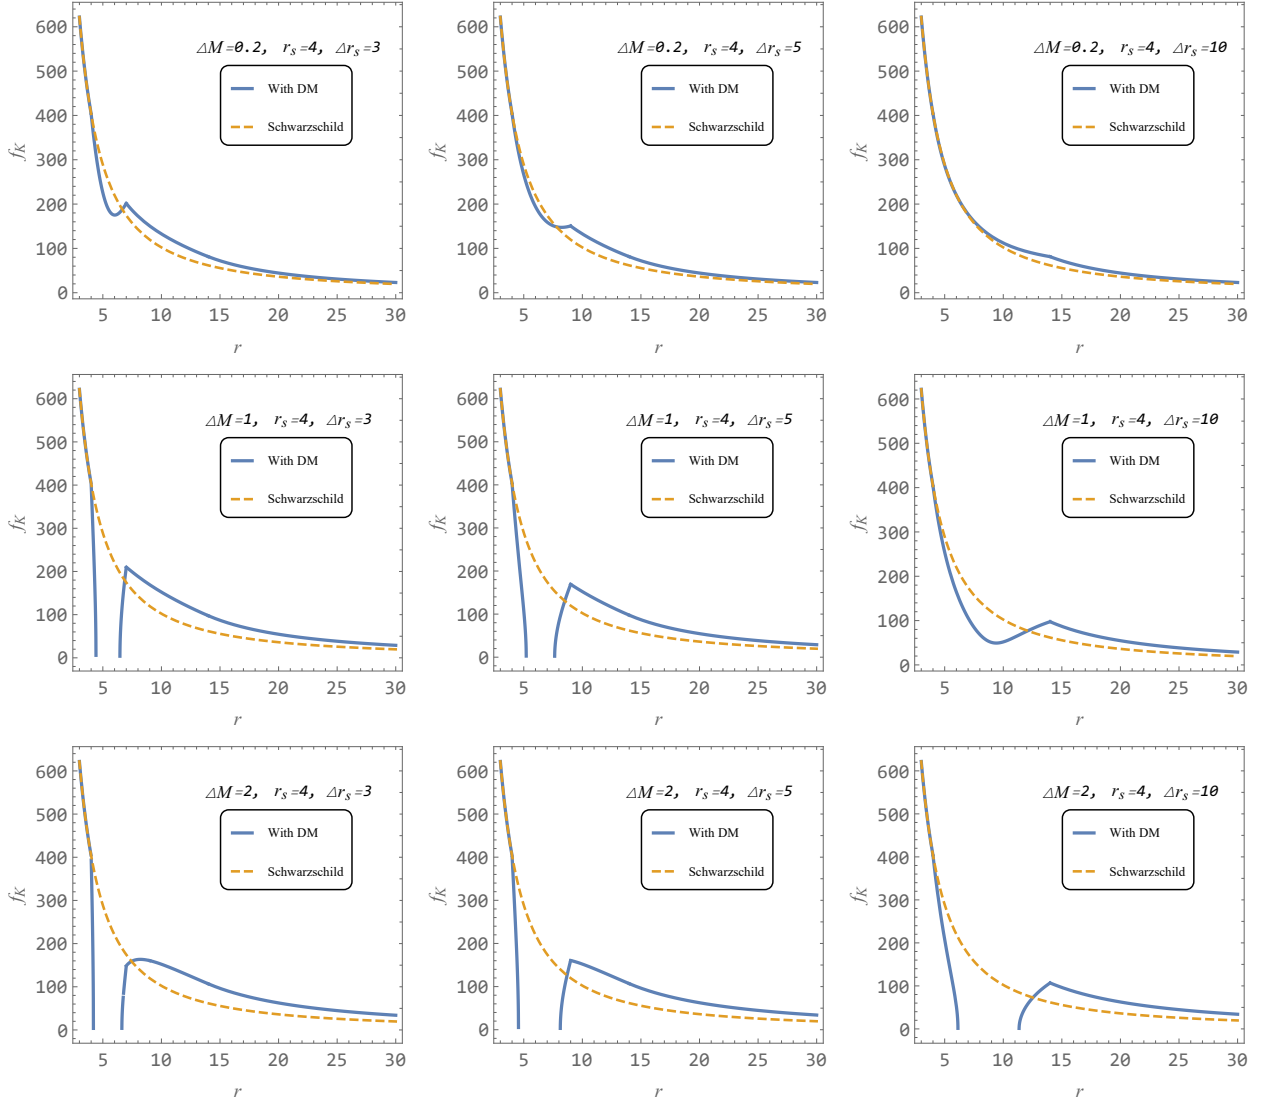 ΔM=0.2, r_s=4, Δr_s=3
With DM
Schwarzschild
f_K
600
500
400
300
200
100
0
5 10 15 20 25 30
r
ΔM=0.2, r_s=4, Δr_s=5
With DM
Schwarzschild
f_K
600
500
400
300
200
100
0
5 10 15 20 25 30
r
ΔM=0.2, r_s=4, Δr_s=10
With DM
Schwarzschild
f_K
600
500
400
300
200
100
0
5 10 15 20 25 30
r
ΔM=1, r_s=4, Δr_s=3
With DM
Schwarzschild
f_K
600
500
400
300
200
100
0
5 10 15 20 25 30
r
ΔM=1, r_s=4, Δr_s=5
With DM
Schwarzschild
f_K
600
500
400
300
200
100
0
5 10 15 20 25 30
r
ΔM=1, r_s=4, Δr_s=10
With DM
Schwarzschild
f_K
600
500
400
300
200
100
0
5 10 15 20 25 30
r
ΔM=2, r_s=4, Δr_s=3
With DM
Schwarzschild
f_K
600
500
400
300
200
100
0
5 10 15 20 25 30
r
ΔM=2, r_s=4, Δr_s=5
With DM
Schwarzschild
f_K
600
500
400
300
200
100
0
5 10 15 20 25 30
r
ΔM=2, r_s=4, Δr_s=10
With DM
Schwarzschild
f_K
600
500
400
300
200
100
0
5 10 15 20 25 30
r